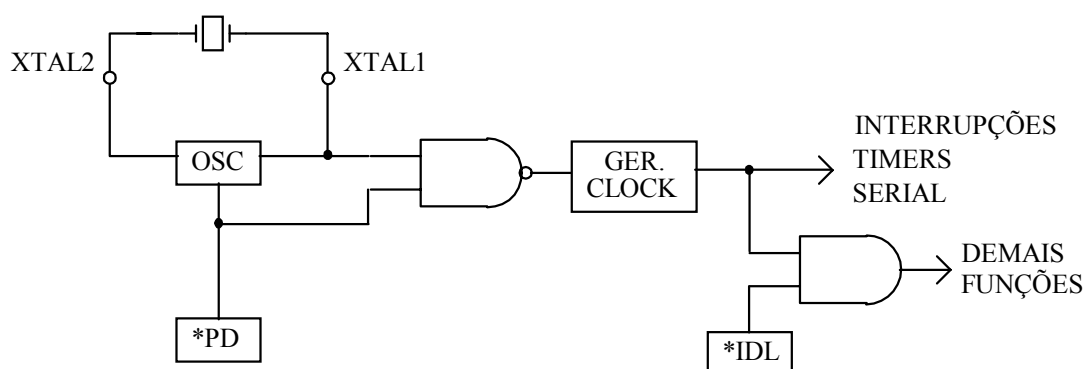 XTAL2
XTAL1
OSC
GER.
CLOCK
INTERRUPÇÕES
TIMERS
SERIAL
DEMAIS
FUNÇÕES
*PD
*IDL